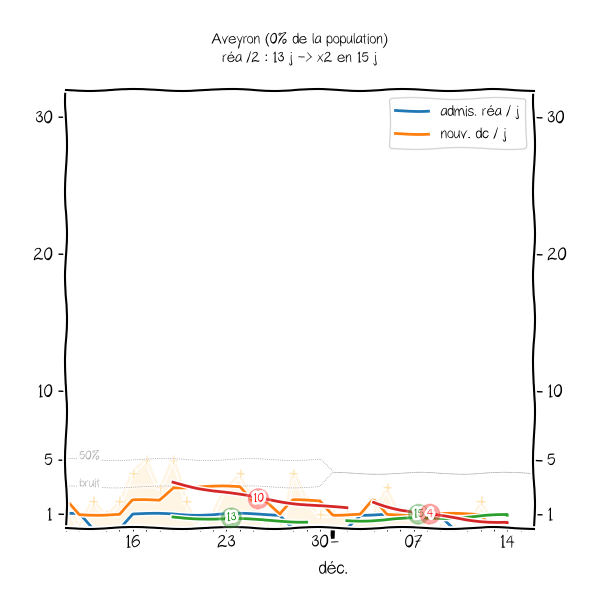 Aveyron (0% de la population)
réa /2 : 13 j -> x2 en 15 j
admis. réa / j
nouv. dc / j
30 30
20 20
10 10
5 5
50%
bruit
1 1
10
13
15 4
16 23 30 07 14
déc.